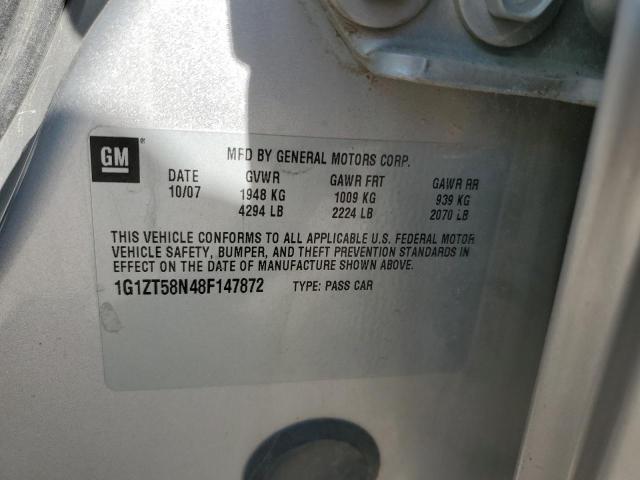 GM
MFD BY GENERAL MOTORS CORP.
DATE GVWR GAWR FRT GAWR RR
10/07 1948 KG 1009 KG 939 KG
4294 LB 2224 LB 2070 LB
THIS VEHICLE CONFORMS TO ALL APPLICABLE U.S. FEDERAL MOTOR
VEHICLE SAFETY, BUMPER, AND THEFT PREVENTION STANDARDS IN
EFFECT ON THE DATE OF MANUFACTURE SHOWN ABOVE.
1G1ZT58N48F147872 TYPE: PASS CAR